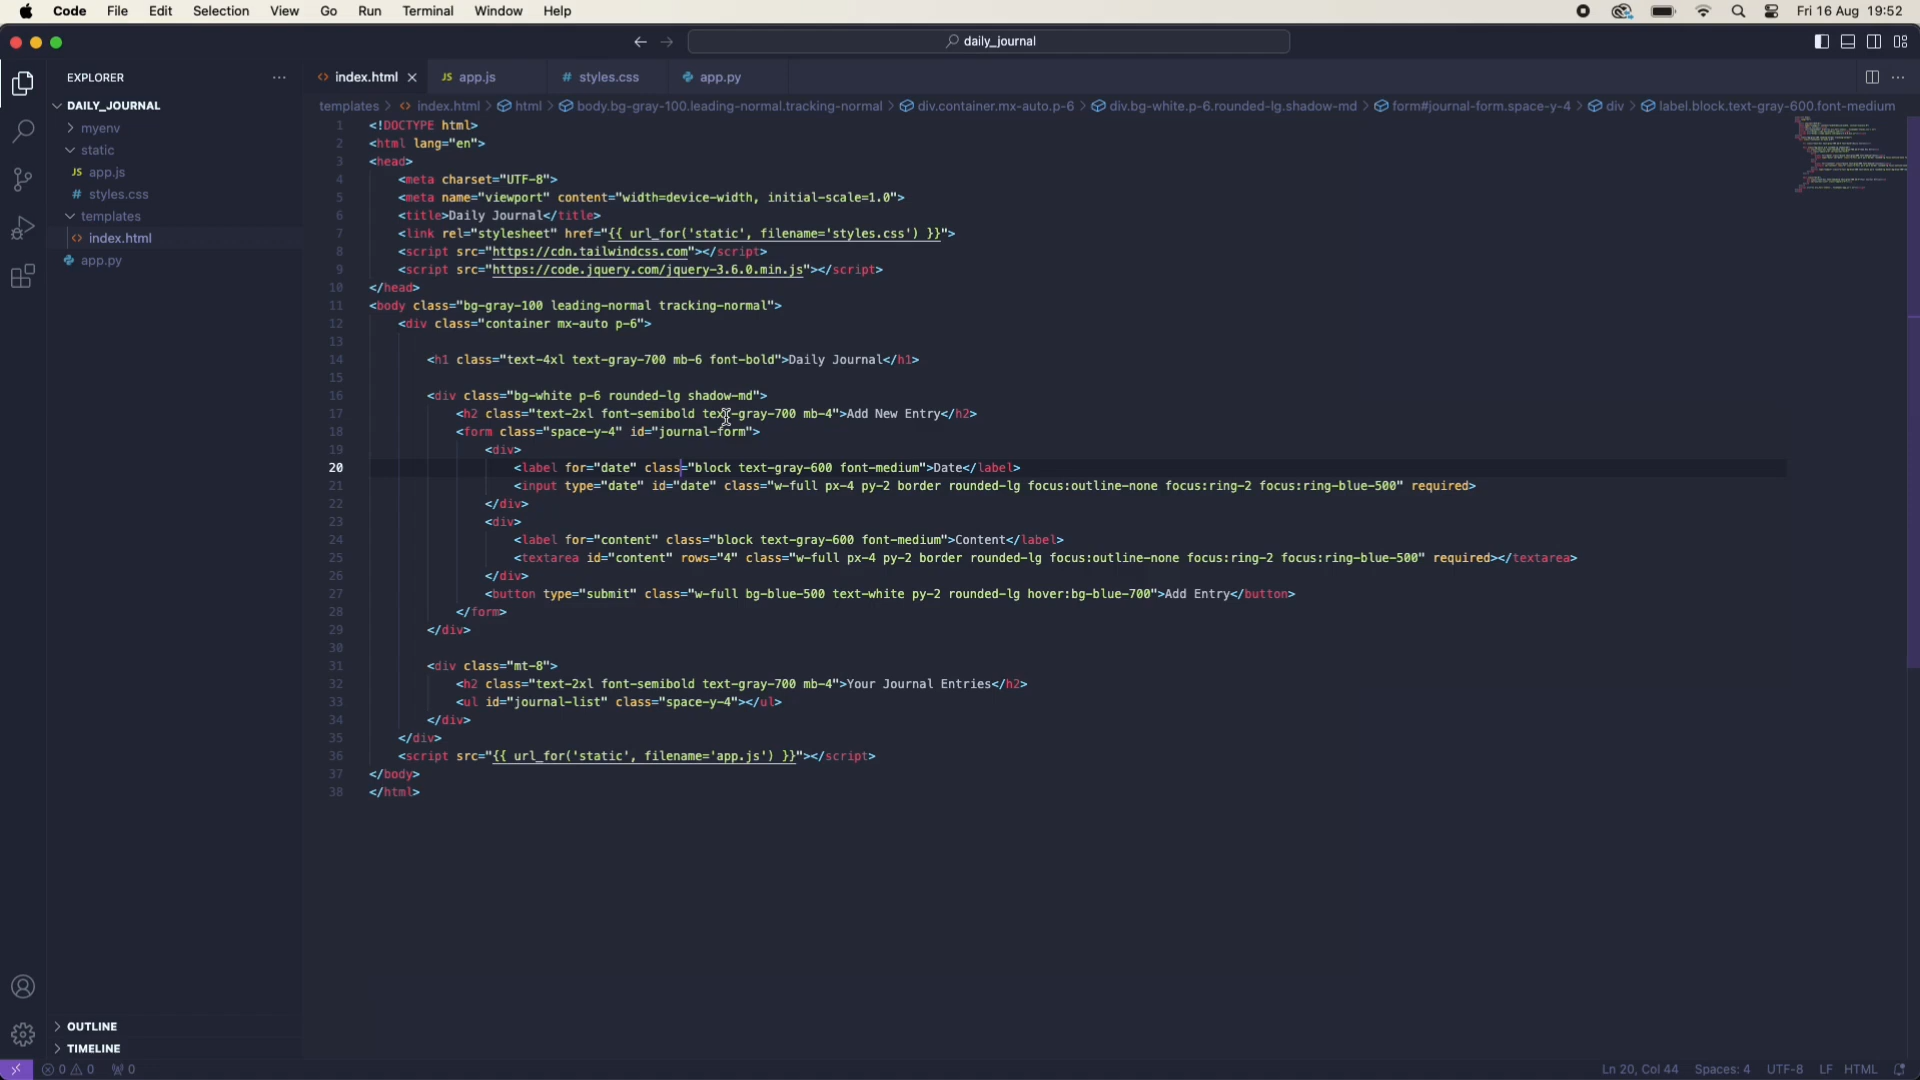 Code File Edit Selection View Go Run Terminal Window Help Fri 16 Aug 19:52
daily_journal
EXPLORER
DAILY_JOURNAL
myenv
static
JS app.js
# styles.css
templates
index.html
app.py
OUTLINE
TIMELINE
index.html JS app.js # styles.css app.py
templates > index.html > html > body.bg-gray-100.leading-normal.tracking-normal > div.container.mx-auto.p-6 > div.bg-white.p-6.rounded-lg.shadow-md > form#journal-form.space-y-4 > div > label.block.text-gray-600.font-medium
1 <!DOCTYPE html>
2 <html lang="en">
3 <head>
4 <meta charset="UTF-8">
5 <meta name="viewport" content="width=device-width, initial-scale=1.0">
6 <title>Daily Journal</title>
7 <link rel="stylesheet" href="{{ url_for('static', filename='styles.css') }}">
8 <script src="https://cdn.tailwindcss.com"></script>
9 <script src="https://code.jquery.com/jquery-3.6.0.min.js"></script>
10 </head>
11 <body class="bg-gray-100 leading-normal tracking-normal">
12 <div class="container mx-auto p-6">
13
14 <h1 class="text-4xl text-gray-700 mb-6 font-bold">Daily Journal</h1>
15
16 <div class="bg-white p-6 rounded-lg shadow-md">
17 <h2 class="text-2xl font-semibold text-gray-700 mb-4">Add New Entry</h2>
18 <form class="space-y-4" id="journal-form">
19 <div>
20 <label for="date" class="block text-gray-600 font-medium">Date</label>
21 <input type="date" id="date" class="w-full px-4 py-2 border rounded-lg focus:outline-none focus:ring-2 focus:ring-blue-500" required>
22 </div>
23 <div>
24 <label for="content" class="block text-gray-600 font-medium">Content</label>
25 <textarea id="content" rows="4" class="w-full px-4 py-2 border rounded-lg focus:outline-none focus:ring-2 focus:ring-blue-500" required></textarea>
26 </div>
27 <button type="submit" class="w-full bg-blue-500 text-white py-2 rounded-lg hover:bg-blue-700">Add Entry</button>
28 </form>
29 </div>
30
31 <div class="mt-8">
32 <h2 class="text-2xl font-semibold text-gray-700 mb-4">Your Journal Entries</h2>
33 <ul id="journal-list" class="space-y-4"></ul>
34 </div>
35 </div>
36 <script src="{{ url_for('static', filename='app.js') }}"></script>
37 </body>
38 </html>
0 0 0 Ln 20, Col 44 Spaces: 4 UTF-8 LF HTML